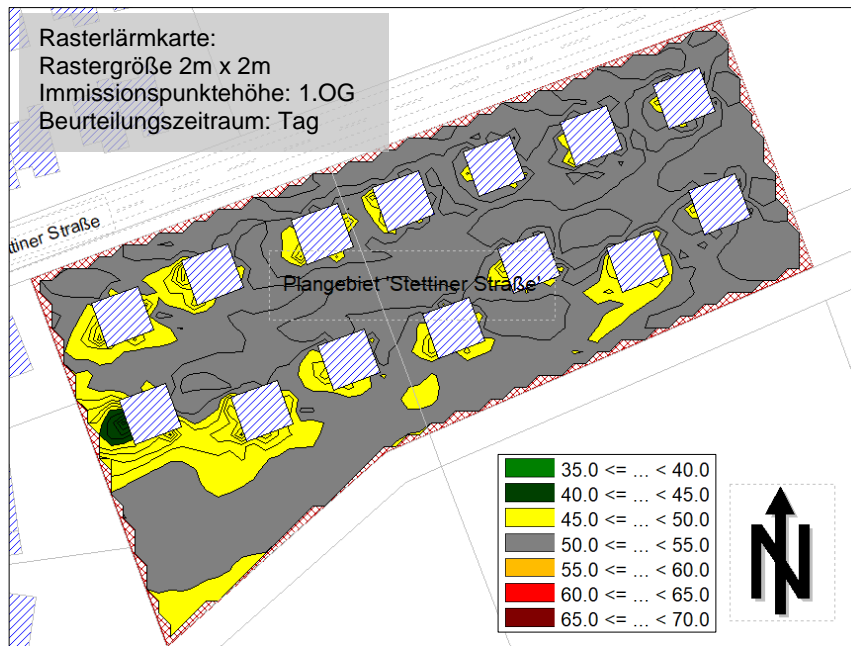 Rasterlärmkarte:
Rastergröße 2m x 2m
Immissionspunktehöhe: 1.OG
Beurteilungszeitraum: Tag
ttiner Straße
Plangebiet 'Stettiner Straße'
35.0 <= ... < 40.0
40.0 <= ... < 45.0
45.0 <= ... < 50.0
50.0 <= ... < 55.0
55.0 <= ... < 60.0
60.0 <= ... < 65.0
65.0 <= ... < 70.0
N